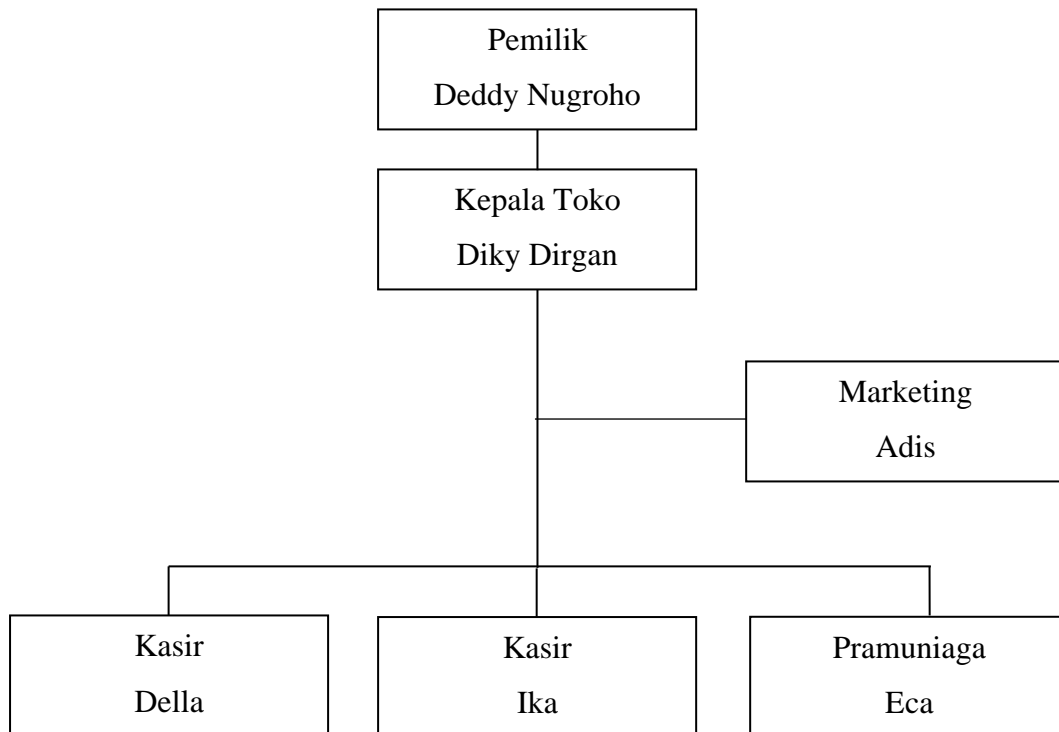 Pemilik
Deddy Nugroho
Kepala Toko
Diky Dirgan
Marketing
Adis
Kasir
Della
Kasir
Ika
Pramuniaga
Eca